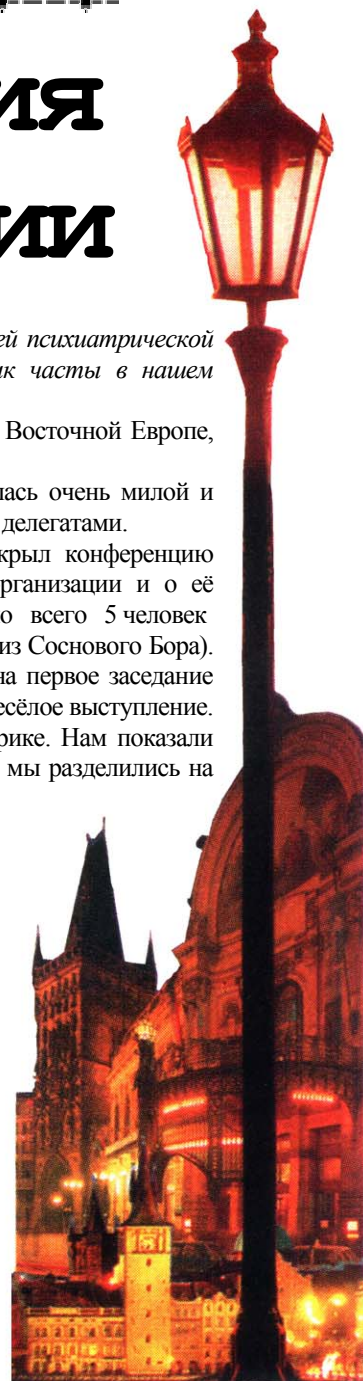 ия
ии
ей психиатрической
ик часты в нашем
Восточной Европе,
лась очень милой и
делегатами.
крыл конференцию
рганизации и о её
о всего 5 человек
из Соснового Бора).
на первое заседание
есёлое выступление.
рике. Нам показали
мы разделились на